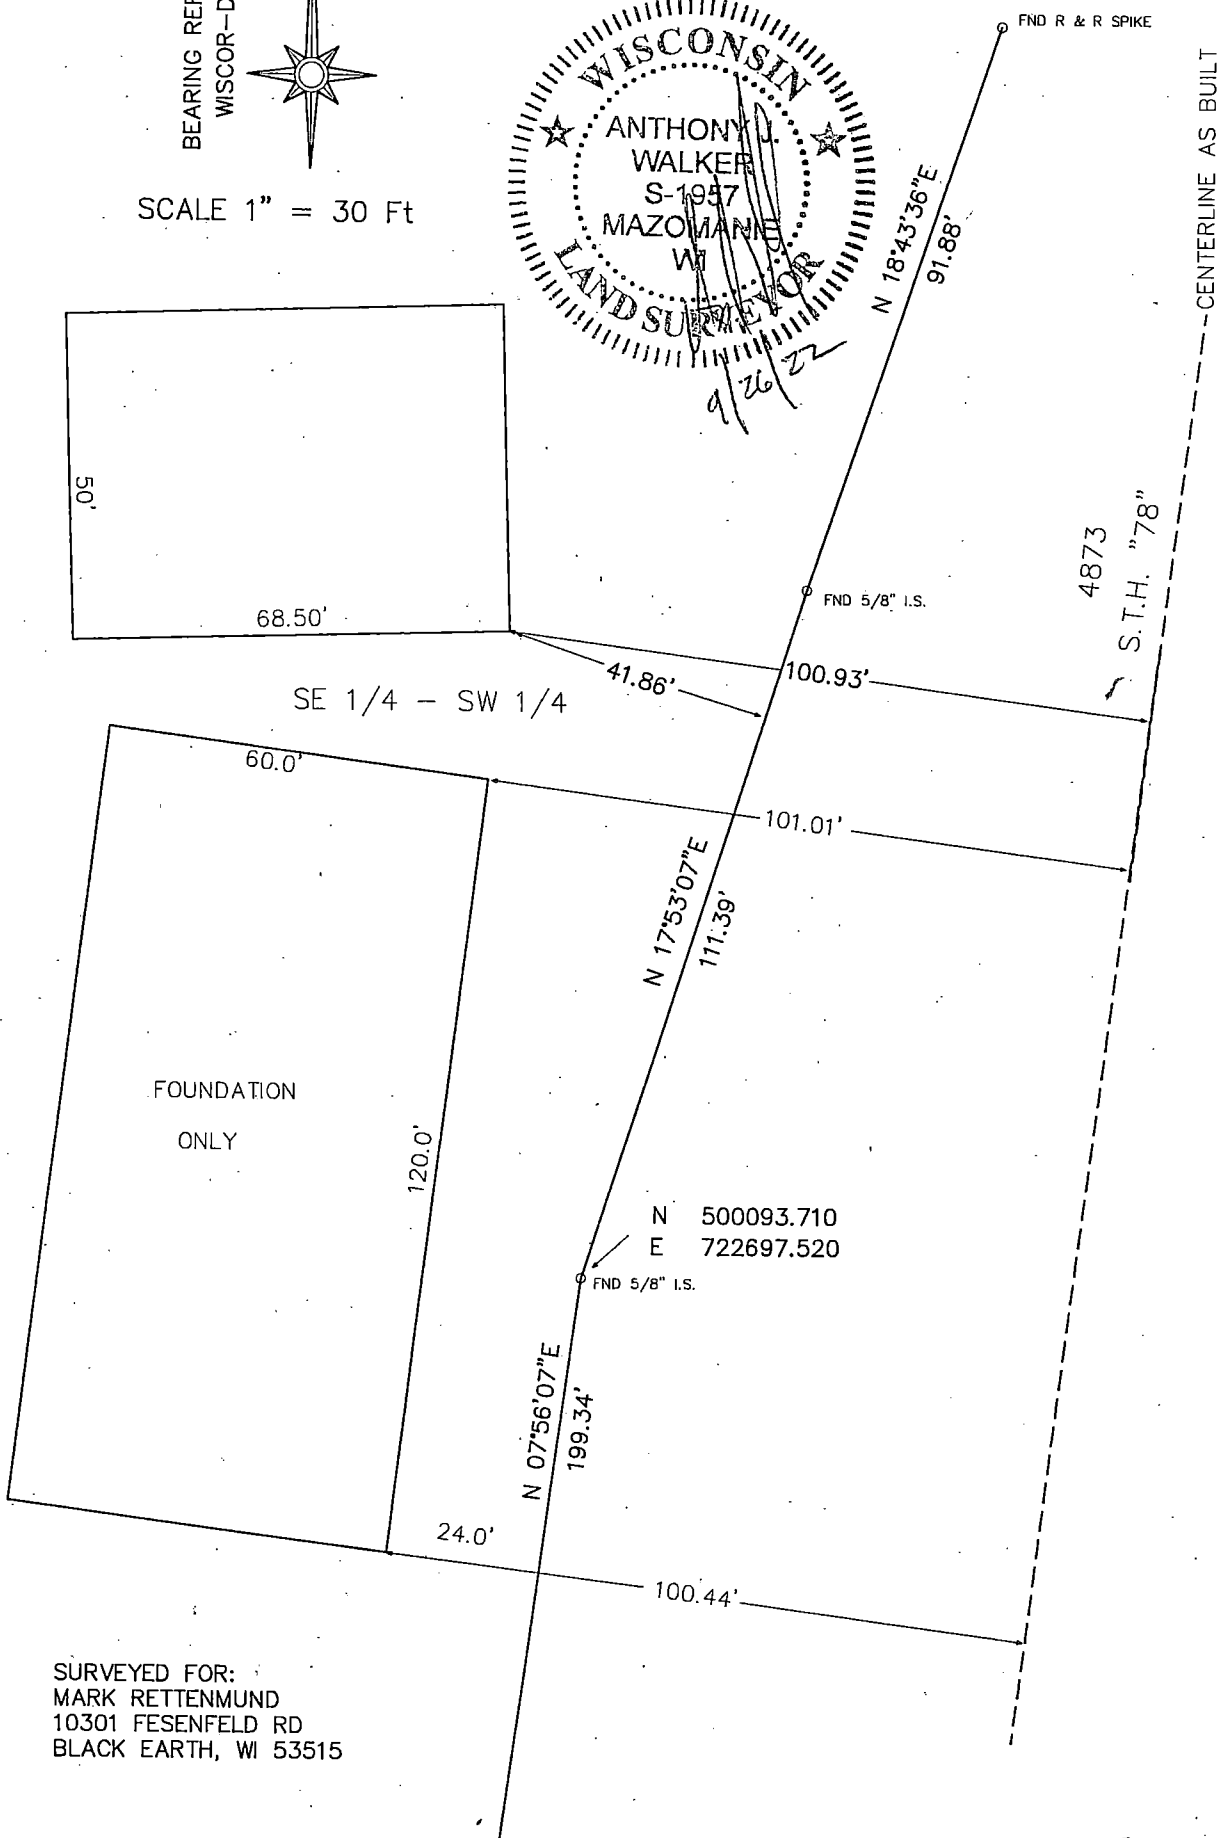 BEARING REF
WISCOR-D
SCALE 1" = 30 Ft
WISCONSIN
ANTHONY J.
WALKER
S-1957
MAZOMANIE
WI
LAND SURVEYOR
9/26/22
FND R & R SPIKE
CENTERLINE AS BUILT
N 18°43'36"E
91.88'
50'
68.50'
FND 5/8" I.S.
4873
S.T.H. "78"
41.86'
100.93'
SE 1/4 - SW 1/4
60.0'
101.01'
N 17°53'07"E
111.39'
FOUNDATION
ONLY
120.0'
N 500093.710
E 722697.520
FND 5/8" I.S.
N 07°56'07"E
199.34'
24.0'
100.44'
SURVEYED FOR:
MARK RETTENMUND
10301 FESENFELD RD
BLACK EARTH, WI 53515